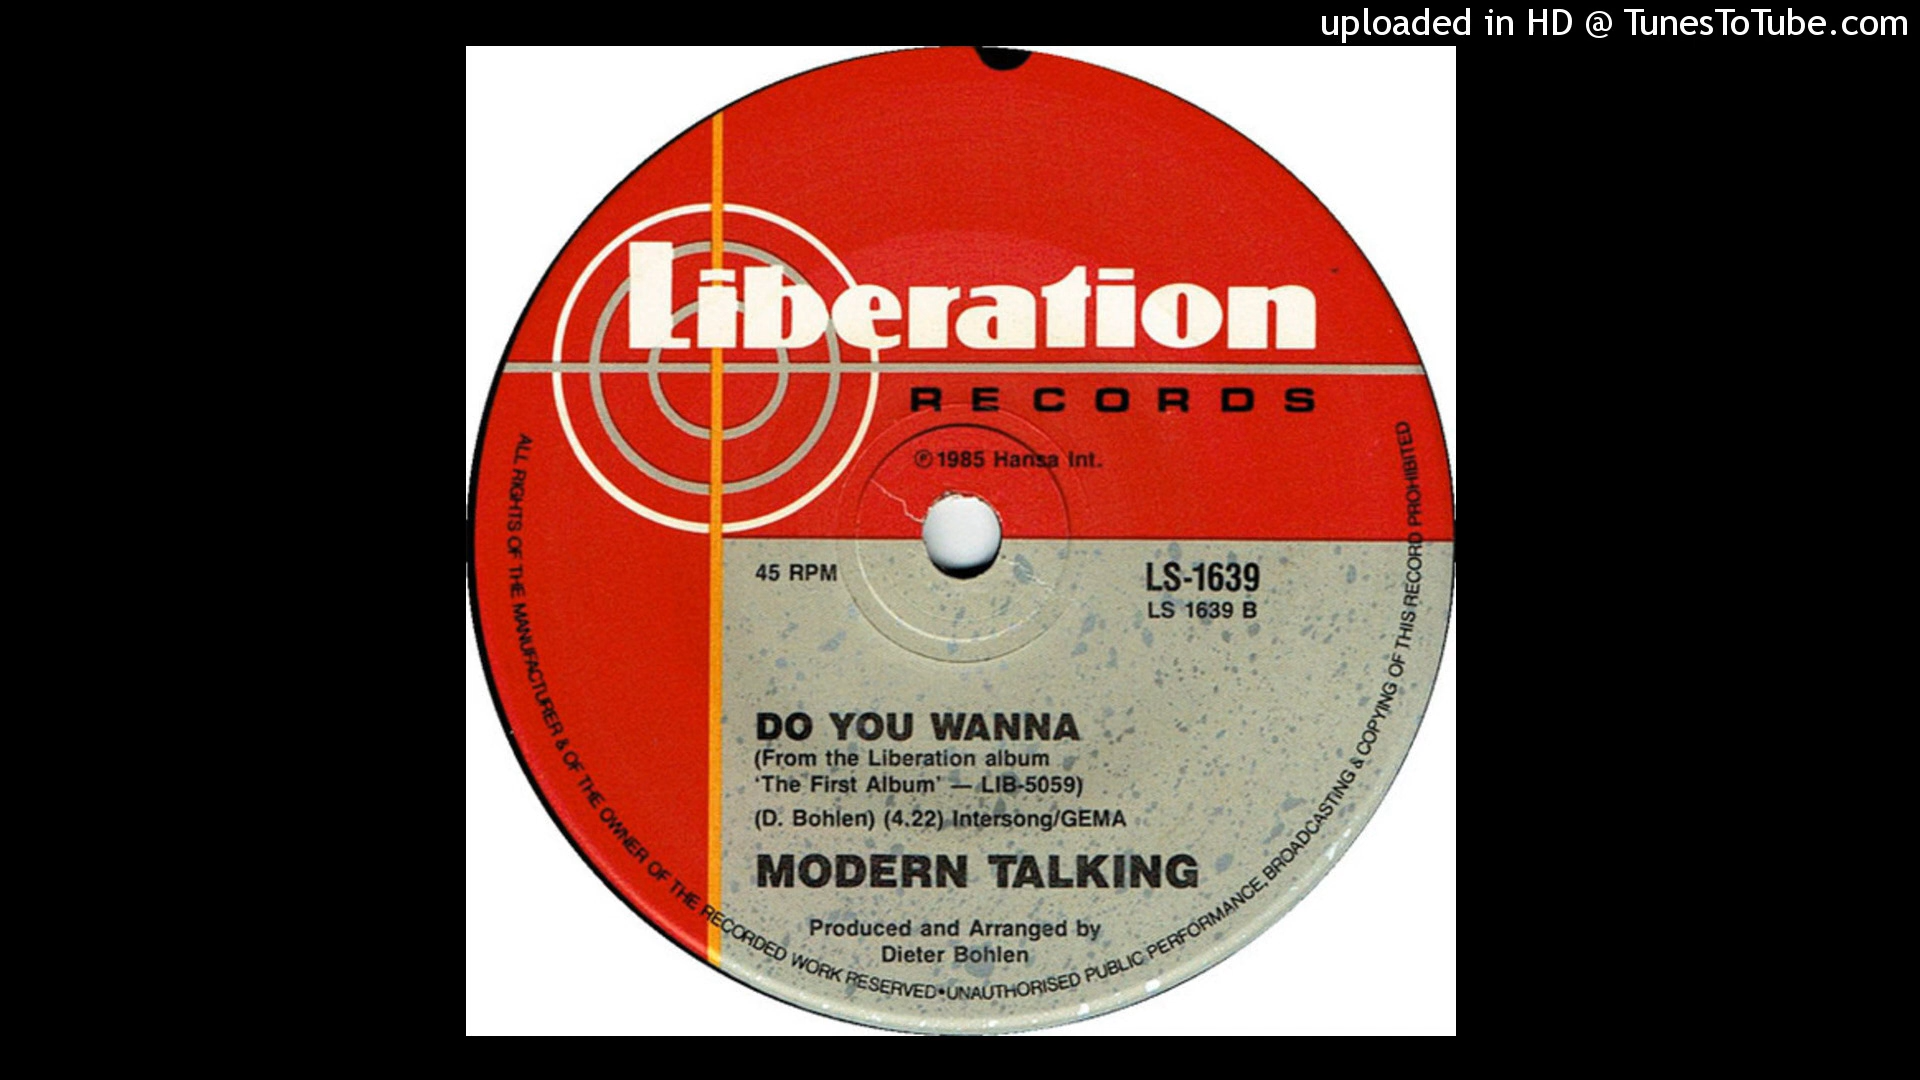 uploaded in HD @ TunesToTube.com
Liberation
RECORDS
℗ 1985 Hansa Int.
45 RPM
LS-1639
LS 1639 B
DO YOU WANNA
(From the Liberation album
'The First Album' — LIB-5059)
(D. Bohlen) (4.22) Intersong/GEMA
MODERN TALKING
Produced and Arranged by
Dieter Bohlen
ALL RIGHTS OF THE MANUFACTURER & OF THE OWNER OF THE RECORDED WORK RESERVED•UNAUTHORISED PUBLIC PERFORMANCE, BROADCASTING & COPYING OF THIS RECORD PROHIBITED